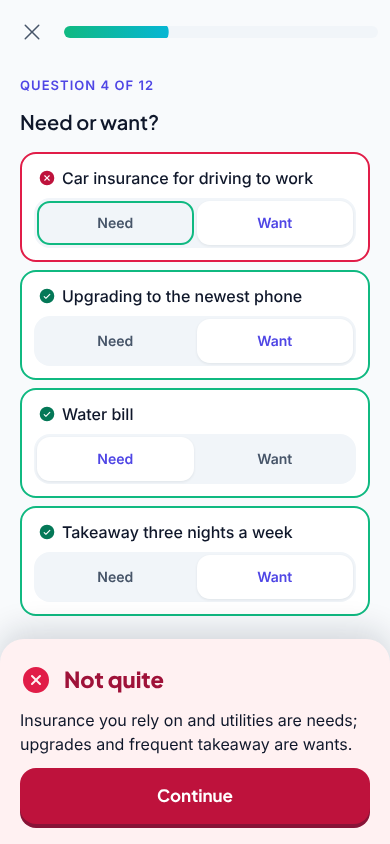 QUESTION 4 OF 12
Need or want?
Car insurance for driving to work
Need Want
Upgrading to the newest phone
Need Want
Water bill
Need Want
Takeaway three nights a week
Need Want
Not quite
Insurance you rely on and utilities are needs;
upgrades and frequent takeaway are wants.
Continue